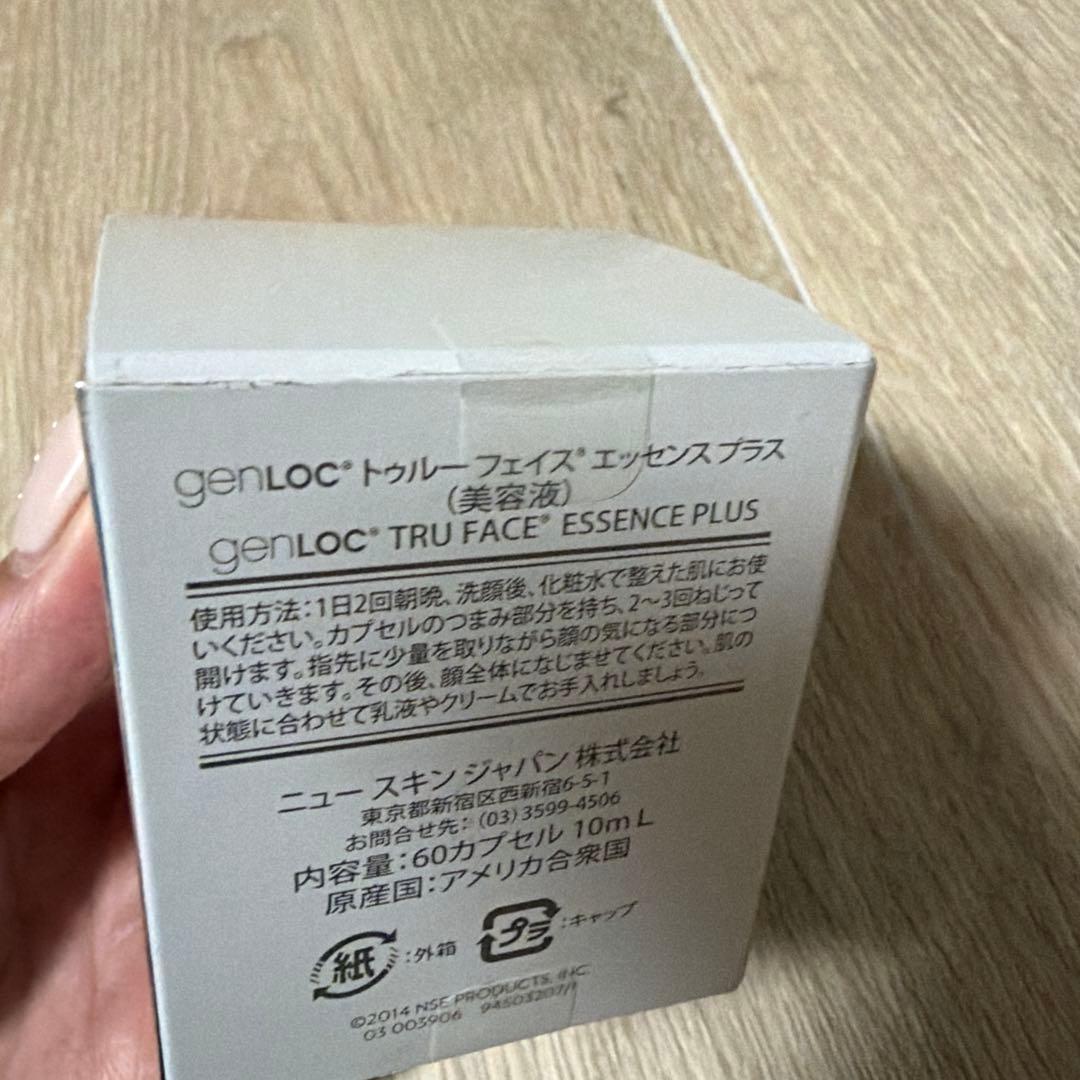 genLOC® トゥルー フェイス® エッセンス プラス
(美容液)
genLOC® TRU FACE® ESSENCE PLUS
使用方法：1日2回朝晩、洗顔後、化粧水で整えた肌にお使
いください。カプセルのつまみ部分を持ち、2〜3回ねじって
開けます。指先に少量を取りながら顔の気になる部分につ
けていきます。その後、顔全体になじませてください。肌の
状態に合わせて乳液やクリームでお手入れしましょう。
ニュー スキン ジャパン 株式会社
東京都新宿区西新宿6-5-1
お問合せ先：(03)3599-4506
内容量：60カプセル 10mL
原産国：アメリカ合衆国
紙：外箱 プラ：キャップ
©2014 NSE PRODUCTS, INC.
03 003906 94503207/1